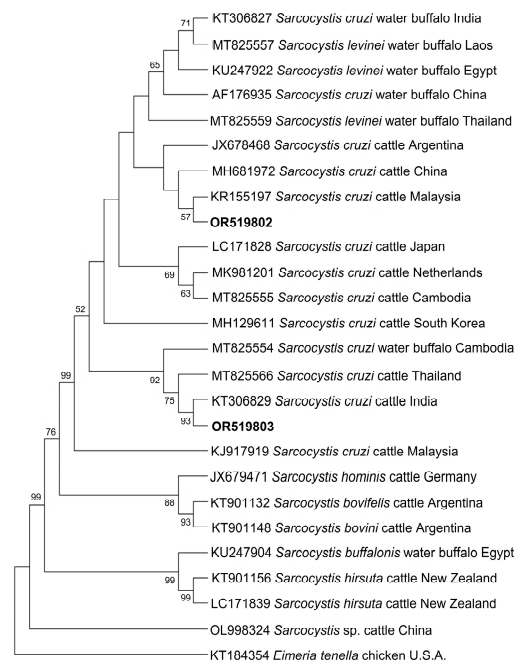 71
KT306827 Sarcocystis cruzi water buffalo India
MT825557 Sarcocystis levinei water buffalo Laos
65
KU247922 Sarcocystis levinei water buffalo Egypt
AF176935 Sarcocystis cruzi water buffalo China
MT825559 Sarcocystis levinei water buffalo Thailand
JX678468 Sarcocystis cruzi cattle Argentina
MH681972 Sarcocystis cruzi cattle China
KR155197 Sarcocystis cruzi cattle Malaysia
57
OR519802
LC171828 Sarcocystis cruzi cattle Japan
69
MK981201 Sarcocystis cruzi cattle Netherlands
63
MT825555 Sarcocystis cruzi cattle Cambodia
52
MH129611 Sarcocystis cruzi cattle South Korea
MT825554 Sarcocystis cruzi water buffalo Cambodia
99
92
MT825566 Sarcocystis cruzi cattle Thailand
75
KT306829 Sarcocystis cruzi cattle India
93
OR519803
76
KJ917919 Sarcocystis cruzi cattle Malaysia
JX679471 Sarcocystis hominis cattle Germany
88
KT901132 Sarcocystis bovifelis cattle Argentina
99
93
KT901148 Sarcocystis bovini cattle Argentina
KU247904 Sarcocystis buffalonis water buffalo Egypt
99
KT901156 Sarcocystis hirsuta cattle New Zealand
99
LC171839 Sarcocystis hirsuta cattle New Zealand
OL998324 Sarcocystis sp. cattle China
KT184354 Eimeria tenella chicken U.S.A.